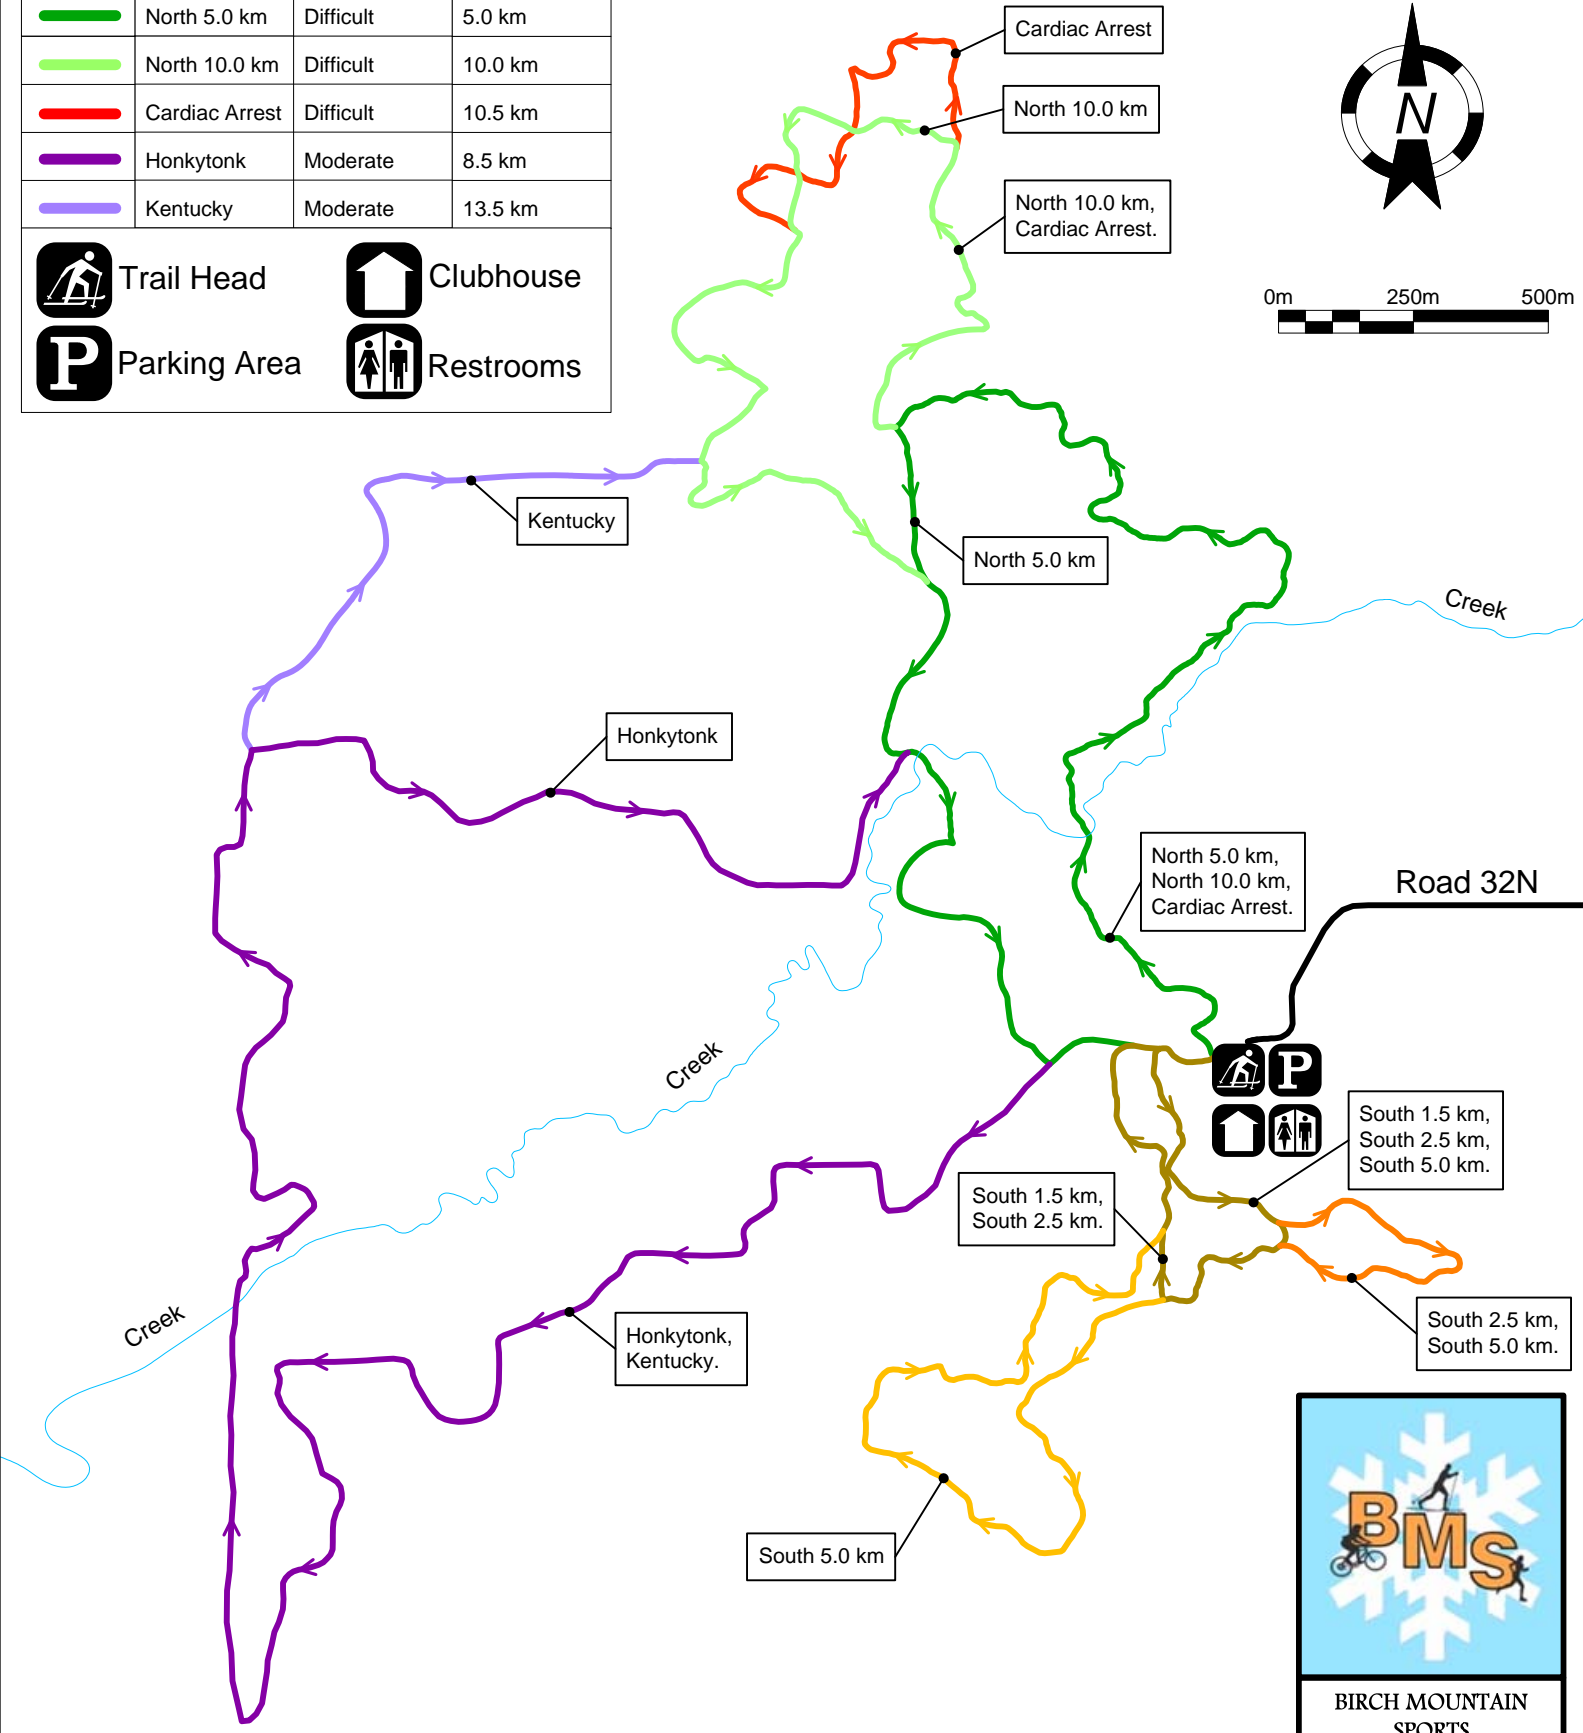 North 5.0 km Difficult 5.0 km
North 10.0 km Difficult 10.0 km
Cardiac Arrest Difficult 10.5 km
Honkytonk Moderate 8.5 km
Kentucky Moderate 13.5 km
Trail Head
Clubhouse
P
Parking Area
Restrooms
Cardiac Arrest
North 10.0 km
North 10.0 km,
Cardiac Arrest.
N
0m 250m 500m
Kentucky
North 5.0 km
Creek
Honkytonk
North 5.0 km,
North 10.0 km,
Cardiac Arrest.
Road 32N
Creek
P
South 1.5 km,
South 2.5 km,
South 5.0 km.
South 1.5 km,
South 2.5 km.
Creek
Honkytonk,
Kentucky.
South 2.5 km,
South 5.0 km.
South 5.0 km
BMS
BIRCH MOUNTAIN
SPORTS